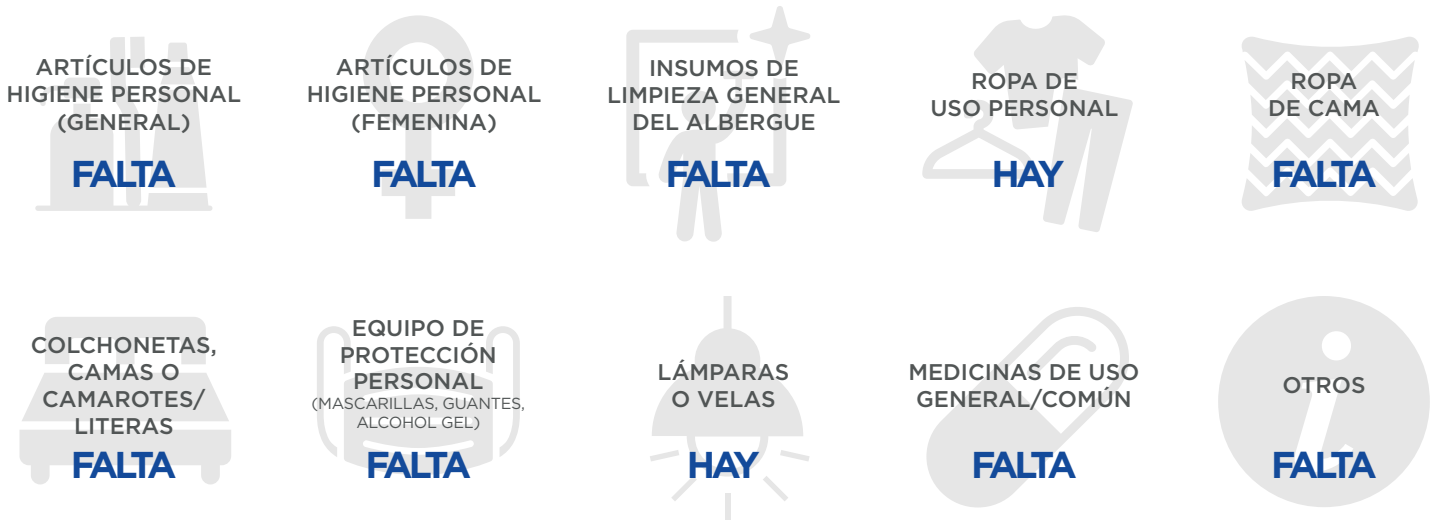 ARTÍCULOS DE
HIGIENE PERSONAL
(GENERAL)
FALTA
ARTÍCULOS DE
HIGIENE PERSONAL
(FEMENINA)
FALTA
INSUMOS DE
LIMPIEZA GENERAL
DEL ALBERGUE
FALTA
ROPA DE
USO PERSONAL
HAY
ROPA
DE CAMA
FALTA
COLCHONETAS,
CAMAS O
CAMAROTES/
LITERAS
FALTA
EQUIPO DE
PROTECCIÓN
PERSONAL
(MASCARILLAS, GUANTES,
ALCOHOL GEL)
FALTA
LÁMPARAS
O VELAS
HAY
MEDICINAS DE USO
GENERAL/COMÚN
FALTA
OTROS
FALTA